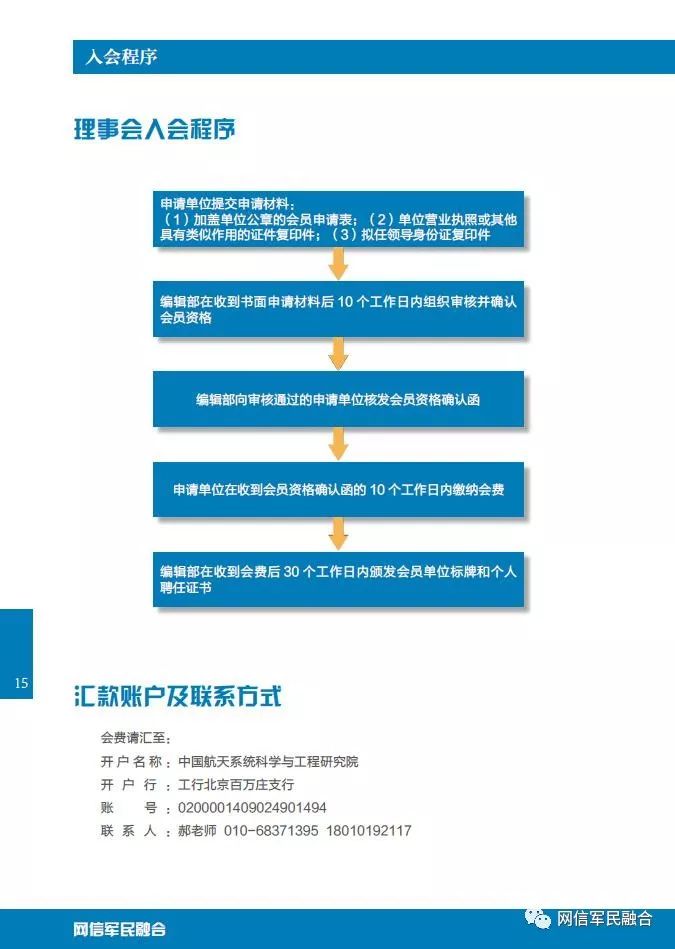 入会程序
理事会入会程序
申请单位提交申请材料：
（1）加盖单位公章的会员申请表；（2）单位营业执照或其他
具有类似作用的证件复印件；（3）拟任领导身份证复印件
编辑部在收到书面申请材料后 10 个工作日内组织审核并确认
会员资格
编辑部向审核通过的申请单位核发会员资格确认函
申请单位在收到会员资格确认函的 10 个工作日内缴纳会费
编辑部在收到会费后 30 个工作日内颁发会员单位标牌和个人
聘任证书
15
汇款账户及联系方式
会费请汇至：
开户名称：中国航天系统科学与工程研究院
开 户 行：工行北京百万庄支行
账 号：0200001409024901494
联 系 人：郝老师 010-68371395 18010192117
网信军民融合
网信军民融合